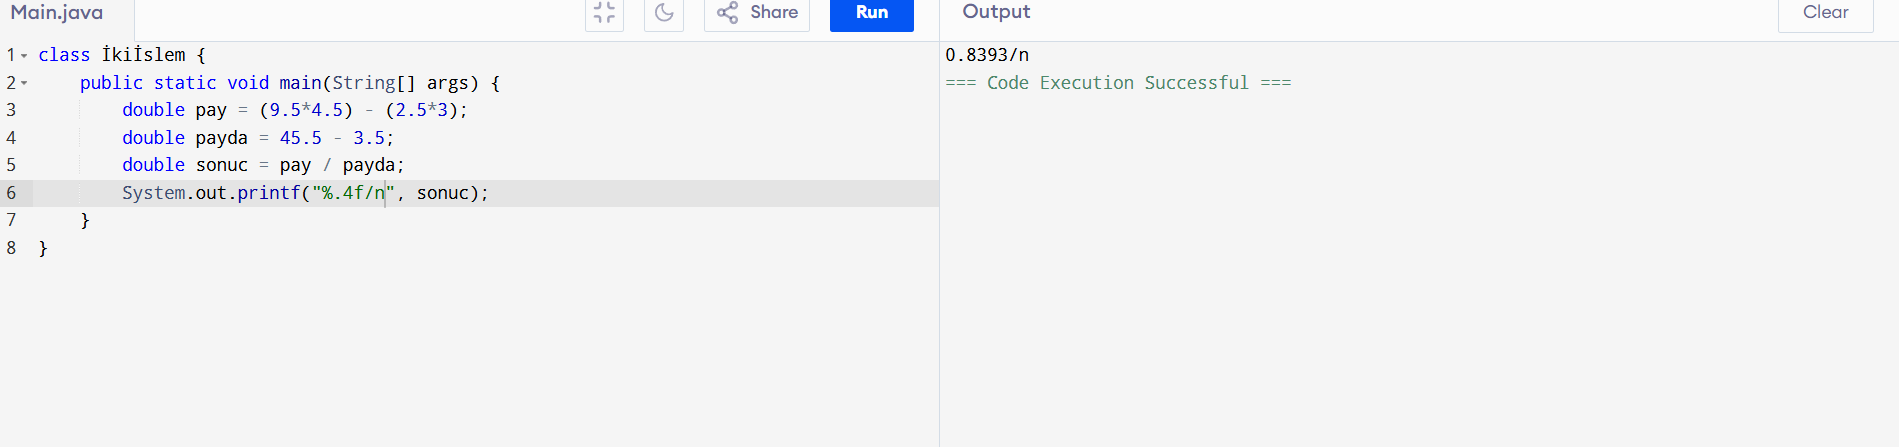 Main.java
Share
Run
Output
Clear
1 class İkiİslem {
2     public static void main(String[] args) {
3         double pay = (9.5*4.5) - (2.5*3);
4         double payda = 45.5 - 3.5;
5         double sonuc = pay / payda;
6         System.out.printf("%.4f/n", sonuc);
7     }
8 }
0.8393/n
=== Code Execution Successful ===